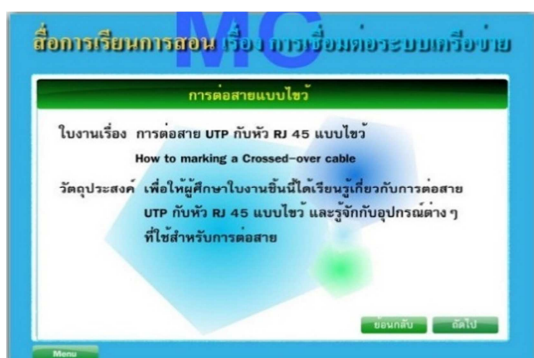 MC
สื่อการเรียนการสอน เรื่อง การเชื่อมต่อระบบเครือข่าย
การต่อสายแบบไขว้
ใบงานเรื่อง การต่อสาย UTP กับหัว RJ 45 แบบไขว้
How to marking a Crossed-over cable
วัตถุประสงค์ เพื่อให้ผู้ศึกษาใบงานชิ้นนี้ได้เรียนรู้เกี่ยวกับการต่อสาย
UTP กับหัว RJ 45 แบบไขว้ และรู้จักกับอุปกรณ์ต่าง ๆ
ที่ใช้สำหรับการต่อสาย
ย้อนกลับ ถัดไป
Menu